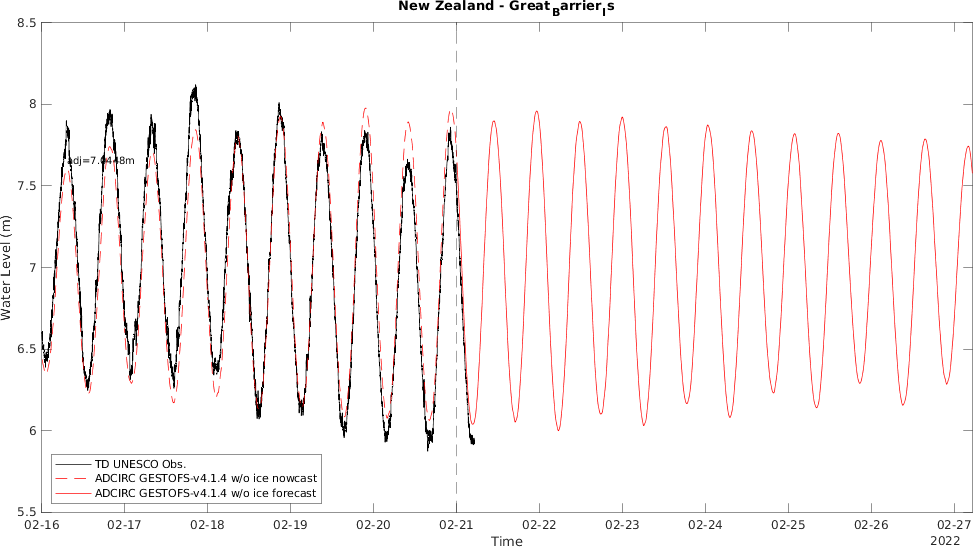 New Zealand - GreatBarrierIs
8.5
8
7.5
7
6.5
6
5.5
Water Level (m)
adj=7.0448m
TD UNESCO Obs.
ADCIRC GESTOFS-v4.1.4 w/o ice nowcast
ADCIRC GESTOFS-v4.1.4 w/o ice forecast
02-16 02-17 02-18 02-19 02-20 02-21 02-22 02-23 02-24 02-25 02-26 02-27
Time
2022